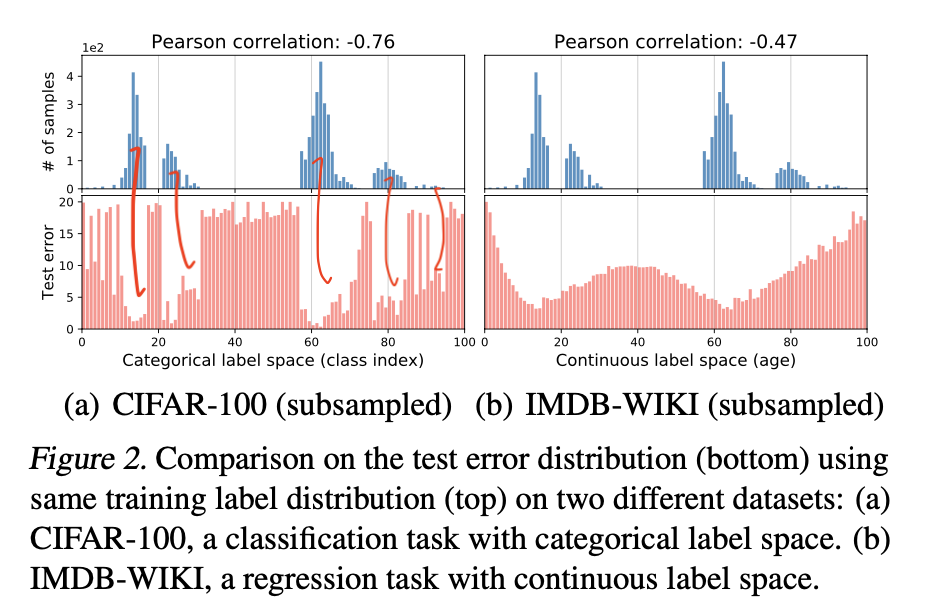 Pearson correlation: -0.76
Pearson correlation: -0.47
1e2
# of samples
4
3
2
1
0
Test error
20
15
10
5
0
0 20 40 60 80 100
Categorical label space (class index)
0 20 40 60 80 100
Continuous label space (age)
(a) CIFAR-100 (subsampled) (b) IMDB-WIKI (subsampled)
Figure 2. Comparison on the test error distribution (bottom) using
same training label distribution (top) on two different datasets: (a)
CIFAR-100, a classification task with categorical label space. (b)
IMDB-WIKI, a regression task with continuous label space.